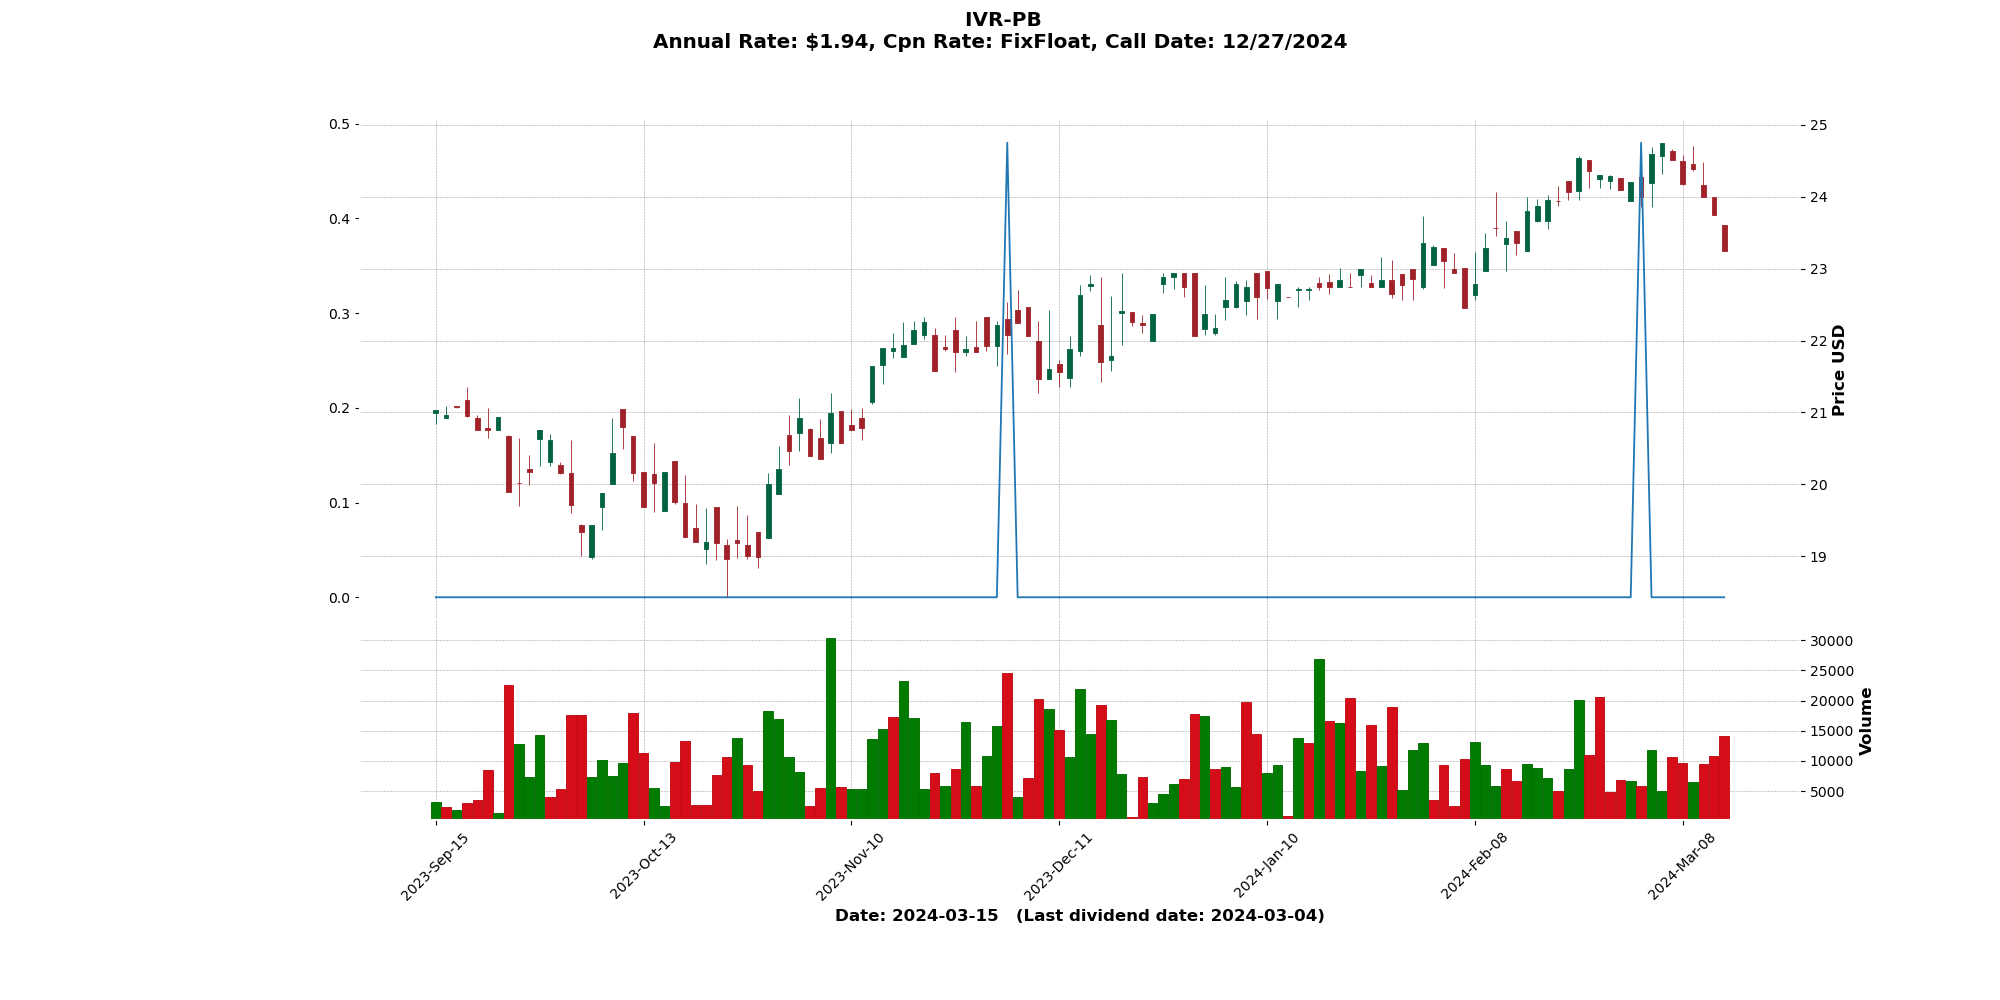 IVR-PB
Annual Rate: $1.94, Cpn Rate: FixFloat, Call Date: 12/27/2024
0.5
0.4
0.3
0.2
0.1
0.0
25
24
23
22
21
20
19
Price USD
30000
25000
20000
15000
10000
5000
Volume
2023-Sep-15
2023-Oct-13
2023-Nov-10
2023-Dec-11
2024-Jan-10
2024-Feb-08
2024-Mar-08
Date: 2024-03-15   (Last dividend date: 2024-03-04)